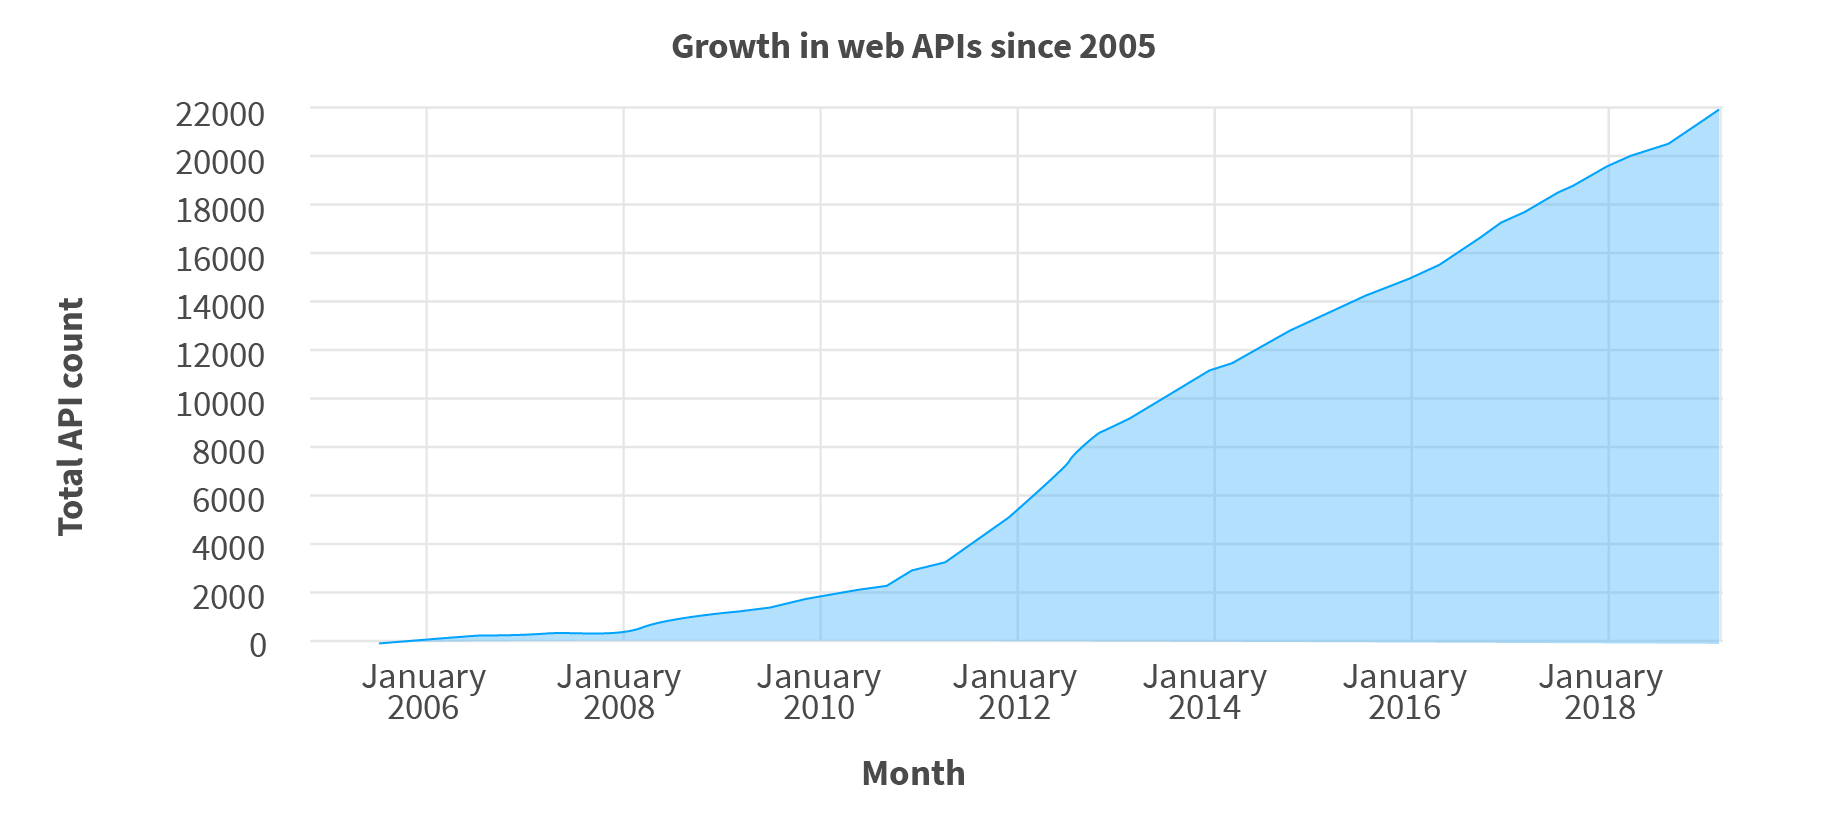 Growth in web APIs since 2005
Total API count
22000
20000
18000
16000
14000
12000
10000
8000
6000
4000
2000
0
January 2006
January 2008
January 2010
January 2012
January 2014
January 2016
January 2018
Month